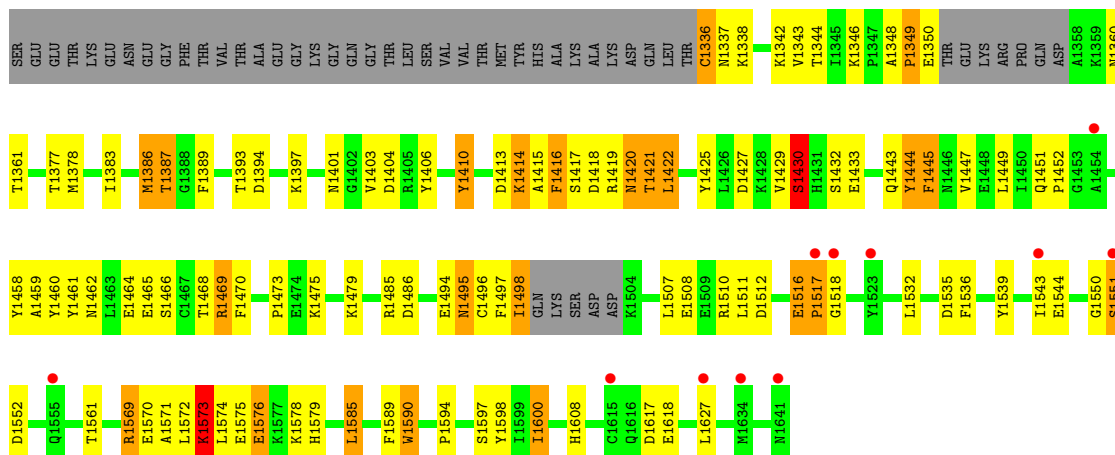 SER GLU GLU THR LYS GLU ASN GLU GLY PHE THR VAL THR ALA GLU GLY LYS GLY GLN GLY THR LEU SER VAL VAL THR MET TYR HIS ALA LYS ALA LYS ASP GLN LEU THR C1336 N1337 K1338 K1342 V1343 T1344 I1345 K1346 P1347 A1348 P1349 E1350 THR GLU LYS ARG PRO GLN ASP A1358 K1359 N1360
T1361 T1377 M1378 I1383 M1386 T1387 G1388 F1389 T1393 D1394 K1397 N1401 G1402 V1403 D1404 R1405 Y1406 Y1410 D1413 K1414 A1415 F1416 S1417 D1418 R1419 N1420 T1421 L1422 Y1425 L1426 D1427 K1428 V1429 S1430 H1431 S1432 E1433 Q1443 Y1444 F1445 N1446 V1447 E1448 L1449 I1450 Q1451 P1452 G1453 A1454
Y1458 A1459 Y1460 Y1461 N1462 L1463 E1464 E1465 S1466 C1467 T1468 R1469 F1470 P1473 E1474 K1475 K1479 R1485 D1486 E1494 N1495 C1496 F1497 I1498 GLN LYS SER ASP ASP K1504 L1507 E1508 E1509 R1510 L1511 D1512 E1516 P1517 G1518 Y1523 L1532 D1535 F1536 Y1539 I1543 E1544 G1550 S1551
D1552 Q1555 T1561 R1569 E1570 A1571 L1572 K1573 L1574 E1575 E1576 K1577 K1578 H1579 L1585 F1589 W1590 P1594 S1597 Y1598 I1599 I1600 H1608 C1615 Q1616 D1617 E1618 L1627 M1634 N1641